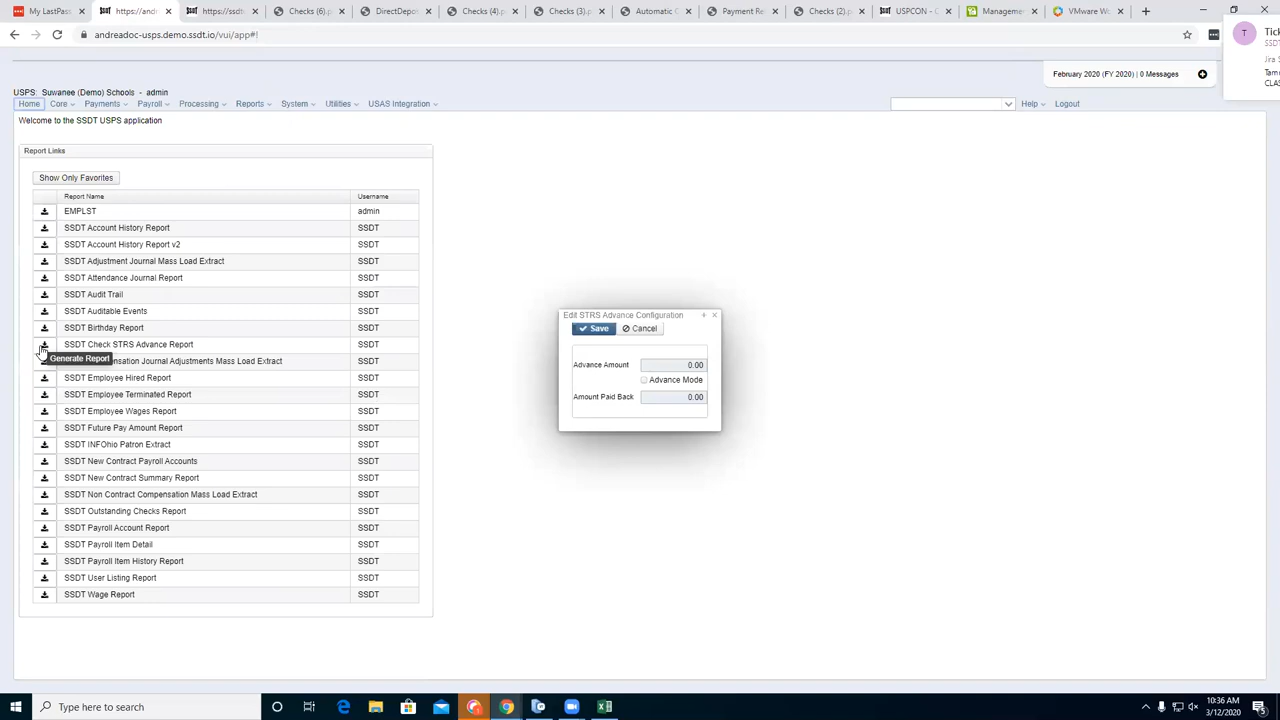 My LastPass
https://andre
https://ssdt
Checks (6).p
DirectDepos
Checks (4).p
Checks (3).p
Automatic
Payment Re
Checks (2).p
USPCON - C
Management
VMware Wo
andreadoc-usps.demo.ssdt.io/vui/app#!
T
Tick
SSDT
Jira S
Tam
CLAS
February 2020 (FY 2020) | 0 Messages
USPS: Suwanee (Demo) Schools - admin
Home Core Payments Payroll Processing Reports System Utilities USAS Integration Help Logout
Welcome to the SSDT USPS application
Report Links
Show Only Favorites
Report Name Username
EMPLST admin
SSDT Account History Report SSDT
SSDT Account History Report v2 SSDT
SSDT Adjustment Journal Mass Load Extract SSDT
SSDT Attendance Journal Report SSDT
SSDT Audit Trail SSDT
SSDT Auditable Events SSDT
SSDT Birthday Report SSDT
SSDT Check STRS Advance Report SSDT
Generate Report
ensation Journal Adjustments Mass Load Extract SSDT
SSDT Employee Hired Report SSDT
SSDT Employee Terminated Report SSDT
SSDT Employee Wages Report SSDT
SSDT Future Pay Amount Report SSDT
SSDT INFOhio Patron Extract SSDT
SSDT New Contract Payroll Accounts SSDT
SSDT New Contract Summary Report SSDT
SSDT Non Contract Compensation Mass Load Extract SSDT
SSDT Outstanding Checks Report SSDT
SSDT Payroll Account Report SSDT
SSDT Payroll Item Detail SSDT
SSDT Payroll Item History Report SSDT
SSDT User Listing Report SSDT
SSDT Wage Report SSDT
Edit STRS Advance Configuration
Save Cancel
Advance Amount 0.00
Advance Mode
Amount Paid Back 0.00
Type here to search
10:36 AM
3/12/2020
5